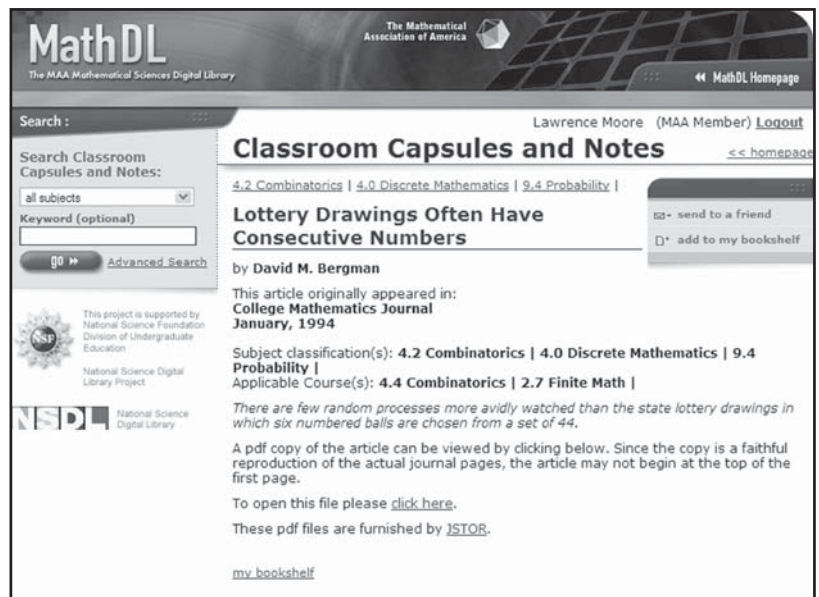 MathDL
The MAA Mathematical Sciences Digital Library
The Mathematical
Association of America
MathDL Homepage
Search :
Search Classroom
Capsules and Notes:
all subjects
Keyword (optional)
go
Advanced Search
This project is supported by
National Science Foundation
Division of Undergraduate
Education
National Science Digital
Library Project
NSF
NSDL
National Science
Digital Library
Lawrence Moore (MAA Member) Logout
Classroom Capsules and Notes
<< homepage
4.2 Combinatorics | 4.0 Discrete Mathematics | 9.4 Probability |
send to a friend
add to my bookshelf
Lottery Drawings Often Have
Consecutive Numbers
by David M. Bergman
This article originally appeared in:
College Mathematics Journal
January, 1994
Subject classification(s): 4.2 Combinatorics | 4.0 Discrete Mathematics | 9.4
Probability |
Applicable Course(s): 4.4 Combinatorics | 2.7 Finite Math |
There are few random processes more avidly watched than the state lottery drawings in
which six numbered balls are chosen from a set of 44.
A pdf copy of the article can be viewed by clicking below. Since the copy is a faithful
reproduction of the actual journal pages, the article may not begin at the top of the
first page.
To open this file please click here.
These pdf files are furnished by JSTOR.
my bookshelf